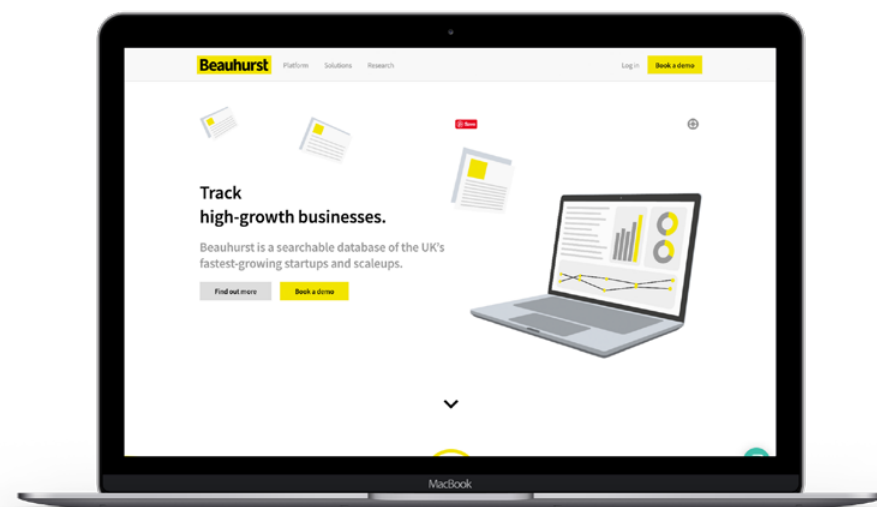 Beauhurst Platform Solutions Research Log in Book a demo
Save
Track
high-growth businesses.
Beauhurst is a searchable database of the UK's
fastest-growing startups and scaleups.
Find out more Book a demo
MacBook